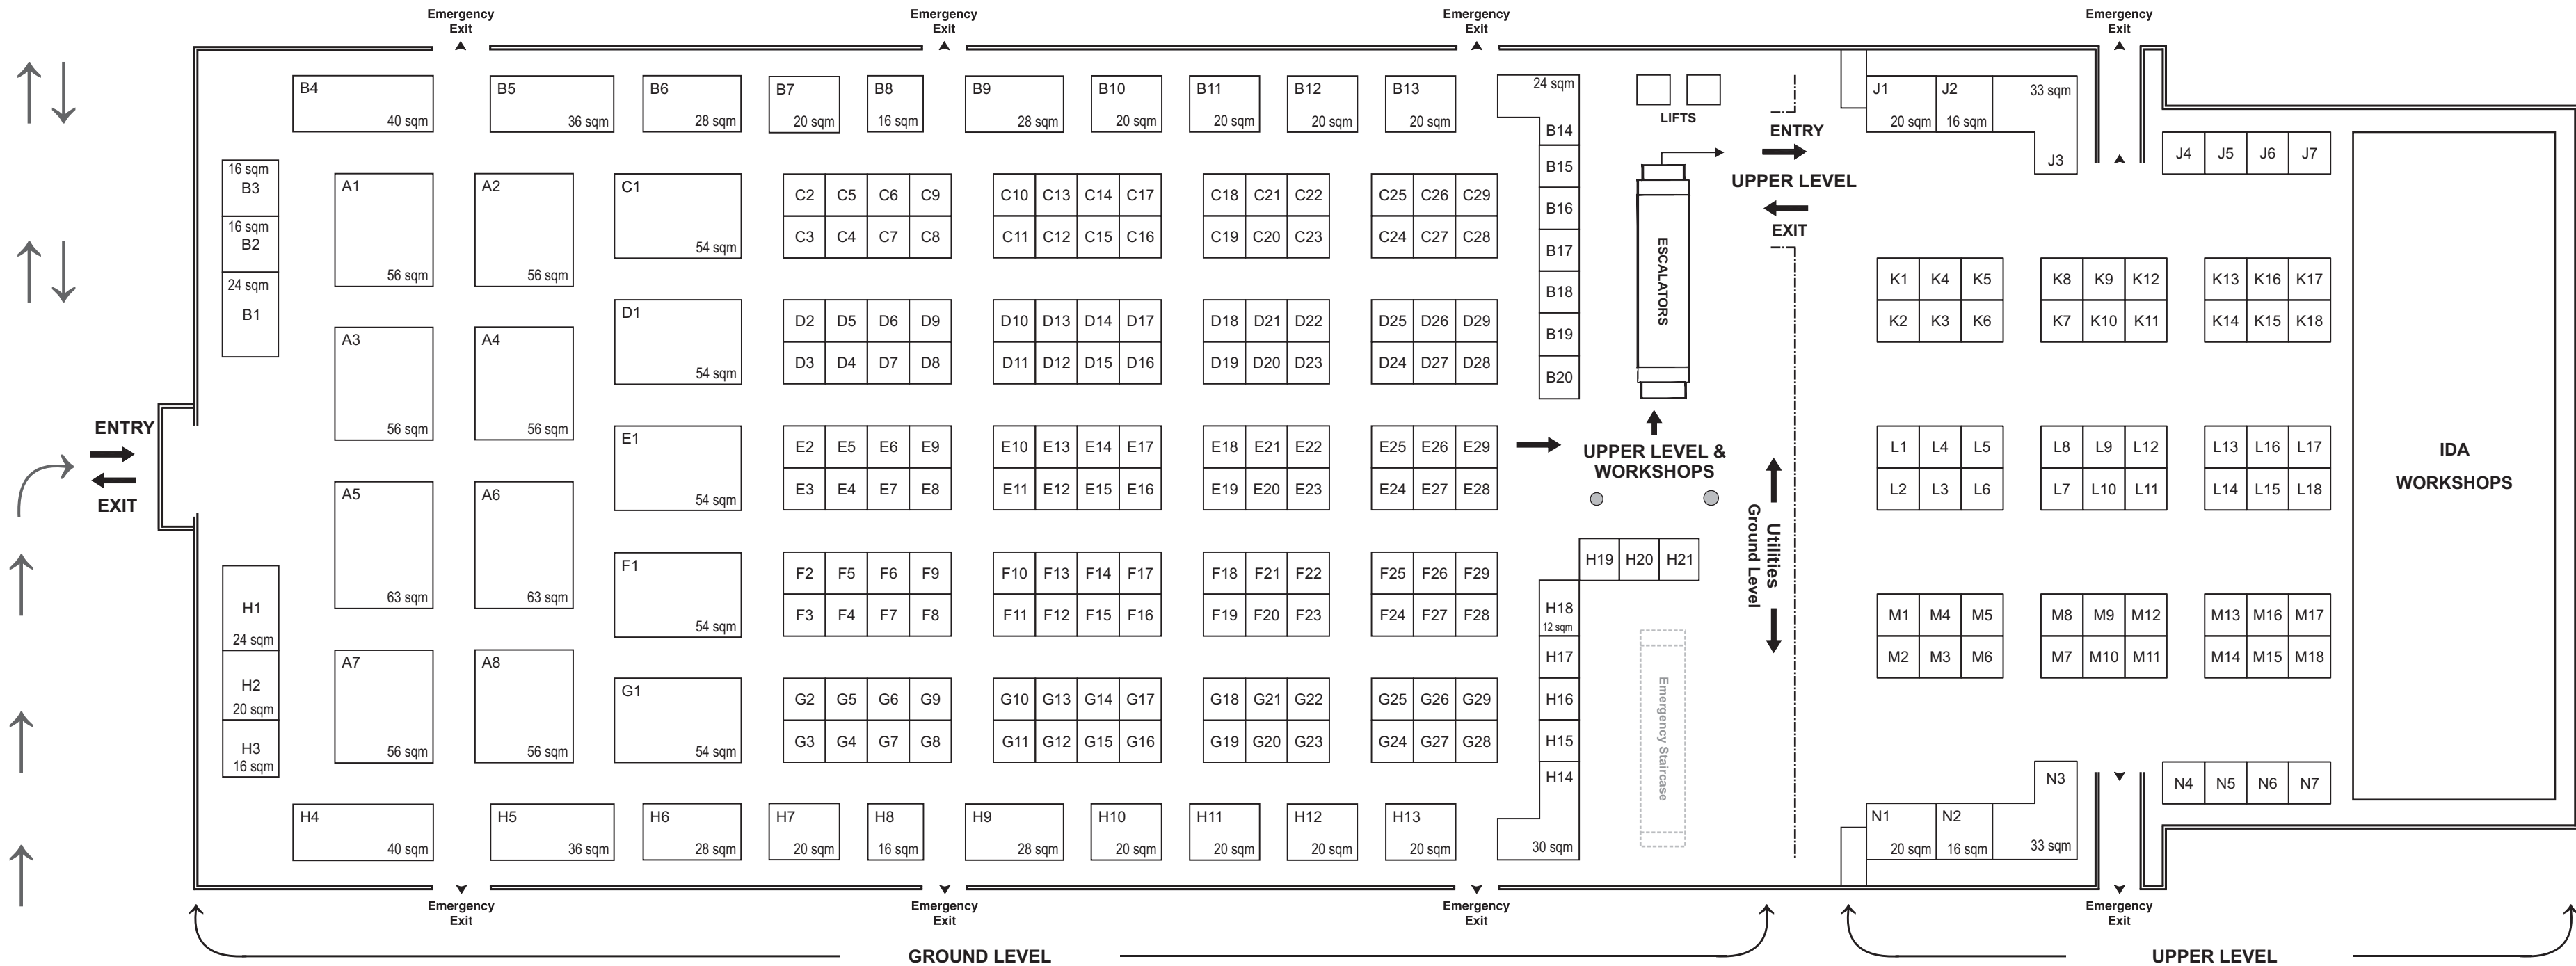 Emergency
Exit
Emergency
Exit
Emergency
Exit
Emergency
Exit
B4
40 sqm
B5
36 sqm
B6
28 sqm
B7
20 sqm
B8
16 sqm
B9
28 sqm
B10
20 sqm
B11
20 sqm
B12
20 sqm
B13
20 sqm
24 sqm
B14
LIFTS
ENTRY
UPPER LEVEL
EXIT
J1
20 sqm
J2
16 sqm
33 sqm
J3
J4 J5 J6 J7
16 sqm
B3
16 sqm
B2
24 sqm
B1
A1
56 sqm
A2
56 sqm
C1
54 sqm
C2 C5 C6 C9
C3 C4 C7 C8
C10 C13 C14 C17
C11 C12 C15 C16
C18 C21 C22
C19 C20 C23
C25 C26 C29
C24 C27 C28
B15
B16
B17
B18
B19
B20
ESCALATORS
K1 K4 K5
K2 K3 K6
K8 K9 K12
K7 K10 K11
K13 K16 K17
K14 K15 K18
A3
56 sqm
A4
56 sqm
D1
54 sqm
D2 D5 D6 D9
D3 D4 D7 D8
D10 D13 D14 D17
D11 D12 D15 D16
D18 D21 D22
D19 D20 D23
D25 D26 D29
D24 D27 D28
ENTRY
EXIT
A5
63 sqm
A6
63 sqm
E1
54 sqm
E2 E5 E6 E9
E3 E4 E7 E8
E10 E13 E14 E17
E11 E12 E15 E16
E18 E21 E22
E19 E20 E23
E25 E26 E29
E24 E27 E28
UPPER LEVEL &
WORKSHOPS
Utilities
Ground Level
L1 L4 L5
L2 L3 L6
L8 L9 L12
L7 L10 L11
L13 L16 L17
L14 L15 L18
IDA
WORKSHOPS
H1
24 sqm
H2
20 sqm
H3
16 sqm
F1
54 sqm
F2 F5 F6 F9
F3 F4 F7 F8
F10 F13 F14 F17
F11 F12 F15 F16
F18 F21 F22
F19 F20 F23
F25 F26 F29
F24 F27 F28
H19 H20 H21
H18
12 sqm
H17
H16
H15
H14
30 sqm
Emergency Staircase
M1 M4 M5
M2 M3 M6
M8 M9 M12
M7 M10 M11
M13 M16 M17
M14 M15 M18
A7
56 sqm
A8
56 sqm
G1
54 sqm
G2 G5 G6 G9
G3 G4 G7 G8
G10 G13 G14 G17
G11 G12 G15 G16
G18 G21 G22
G19 G20 G23
G25 G26 G29
G24 G27 G28
H4
40 sqm
H5
36 sqm
H6
28 sqm
H7
20 sqm
H8
16 sqm
H9
28 sqm
H10
20 sqm
H11
20 sqm
H12
20 sqm
H13
20 sqm
N1
20 sqm
N2
16 sqm
N3
33 sqm
N4 N5 N6 N7
Emergency
Exit
Emergency
Exit
Emergency
Exit
Emergency
Exit
GROUND LEVEL
UPPER LEVEL